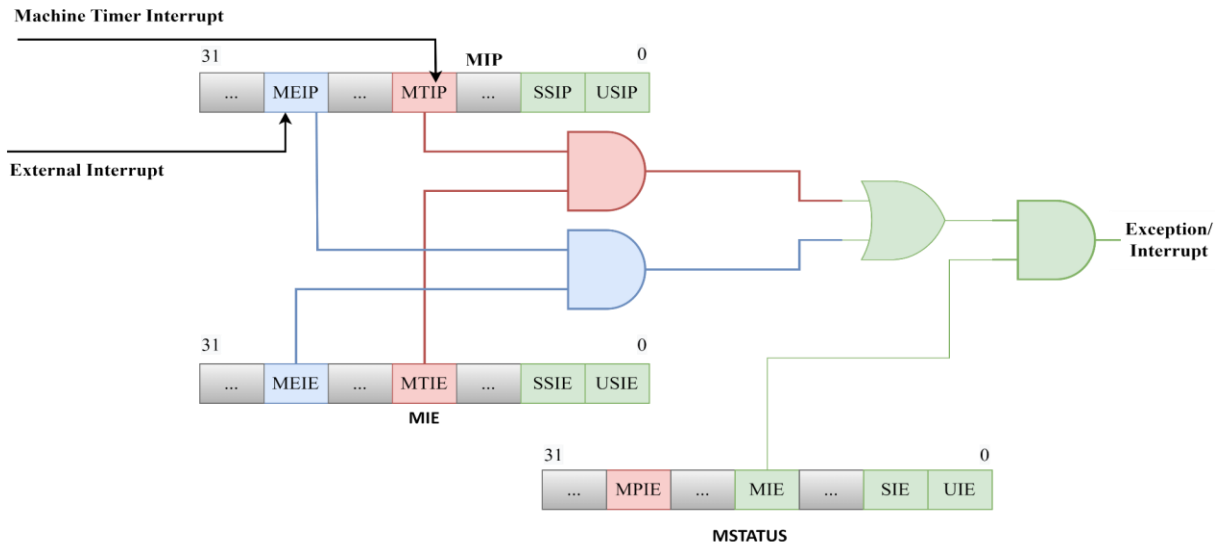 Machine Timer Interrupt
31
MIP
0
...
MEIP
...
MTIP
...
SSIP
USIP
External Interrupt
Exception/
Interrupt
31
0
...
MEIE
...
MTIE
...
SSIE
USIE
MIE
31
0
...
MPIE
...
MIE
...
SIE
UIE
MSTATUS